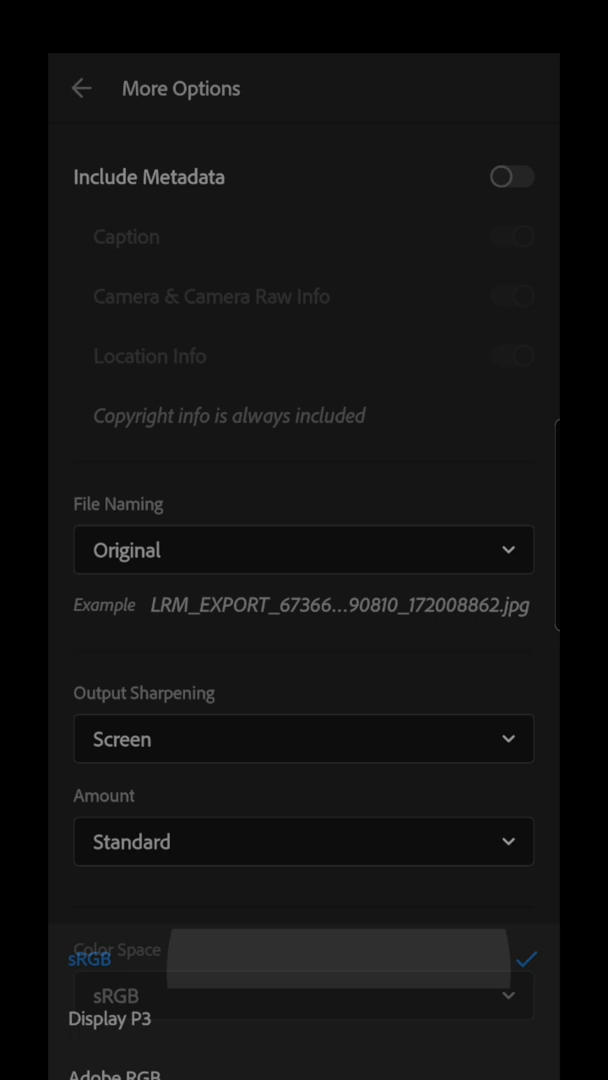 More Options
Include Metadata
Caption
Camera & Camera Raw Info
Location Info
Copyright info is always included
File Naming
Original
Example LRM_EXPORT_67366...90810_172008862.jpg
Output Sharpening
Screen
Amount
Standard
Color Space
sRGB
sRGB
Display P3
Adobe RGB